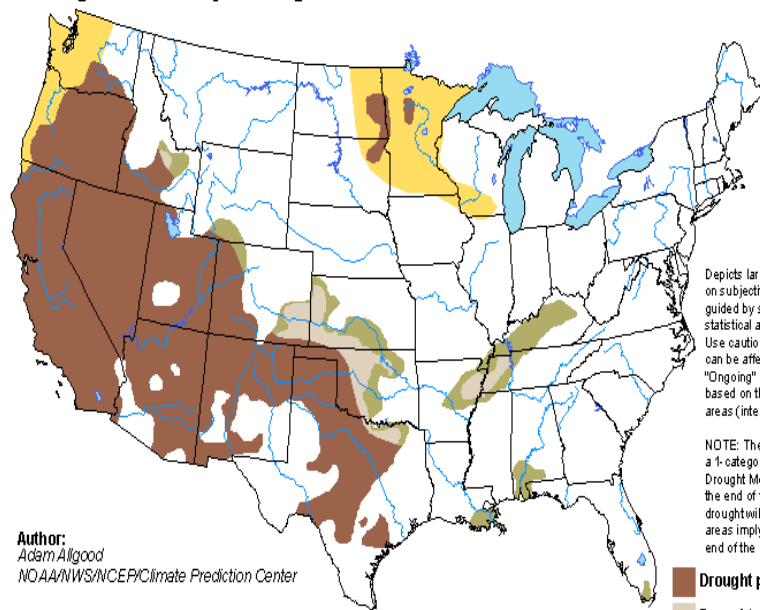 Depicts lar
on subjecti
guided by s
statistical a
Use cautio
can be affe
"Ongoing"
based on th
areas (inte
NOTE: The
a 1-catego
Drought Mo
the end of
drought will
areas imply
end of the
Author:
Adam Allgood
NOAA/NWS/NCEP/Climate Prediction Center
Drought p